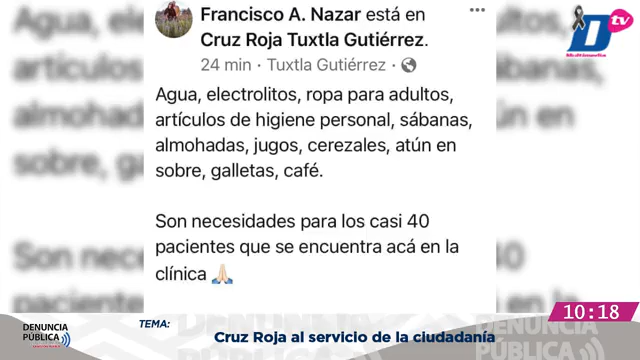 Francisco A. Nazar está en
Cruz Roja Tuxtla Gutiérrez.
24 min · Tuxtla Gutiérrez ·
Agua, electrolitos, ropa para adultos,
artículos de higiene personal, sábanas,
almohadas, jugos, cerezales, atún en
sobre, galletas, café.
Son necesidades para los casi 40
pacientes que se encuentra acá en la
clínica 🙏🏻
D tv
Multimedia
10:18
DENUNCIA
PÚBLICA
TEMA:
Cruz Roja al servicio de la ciudadanía